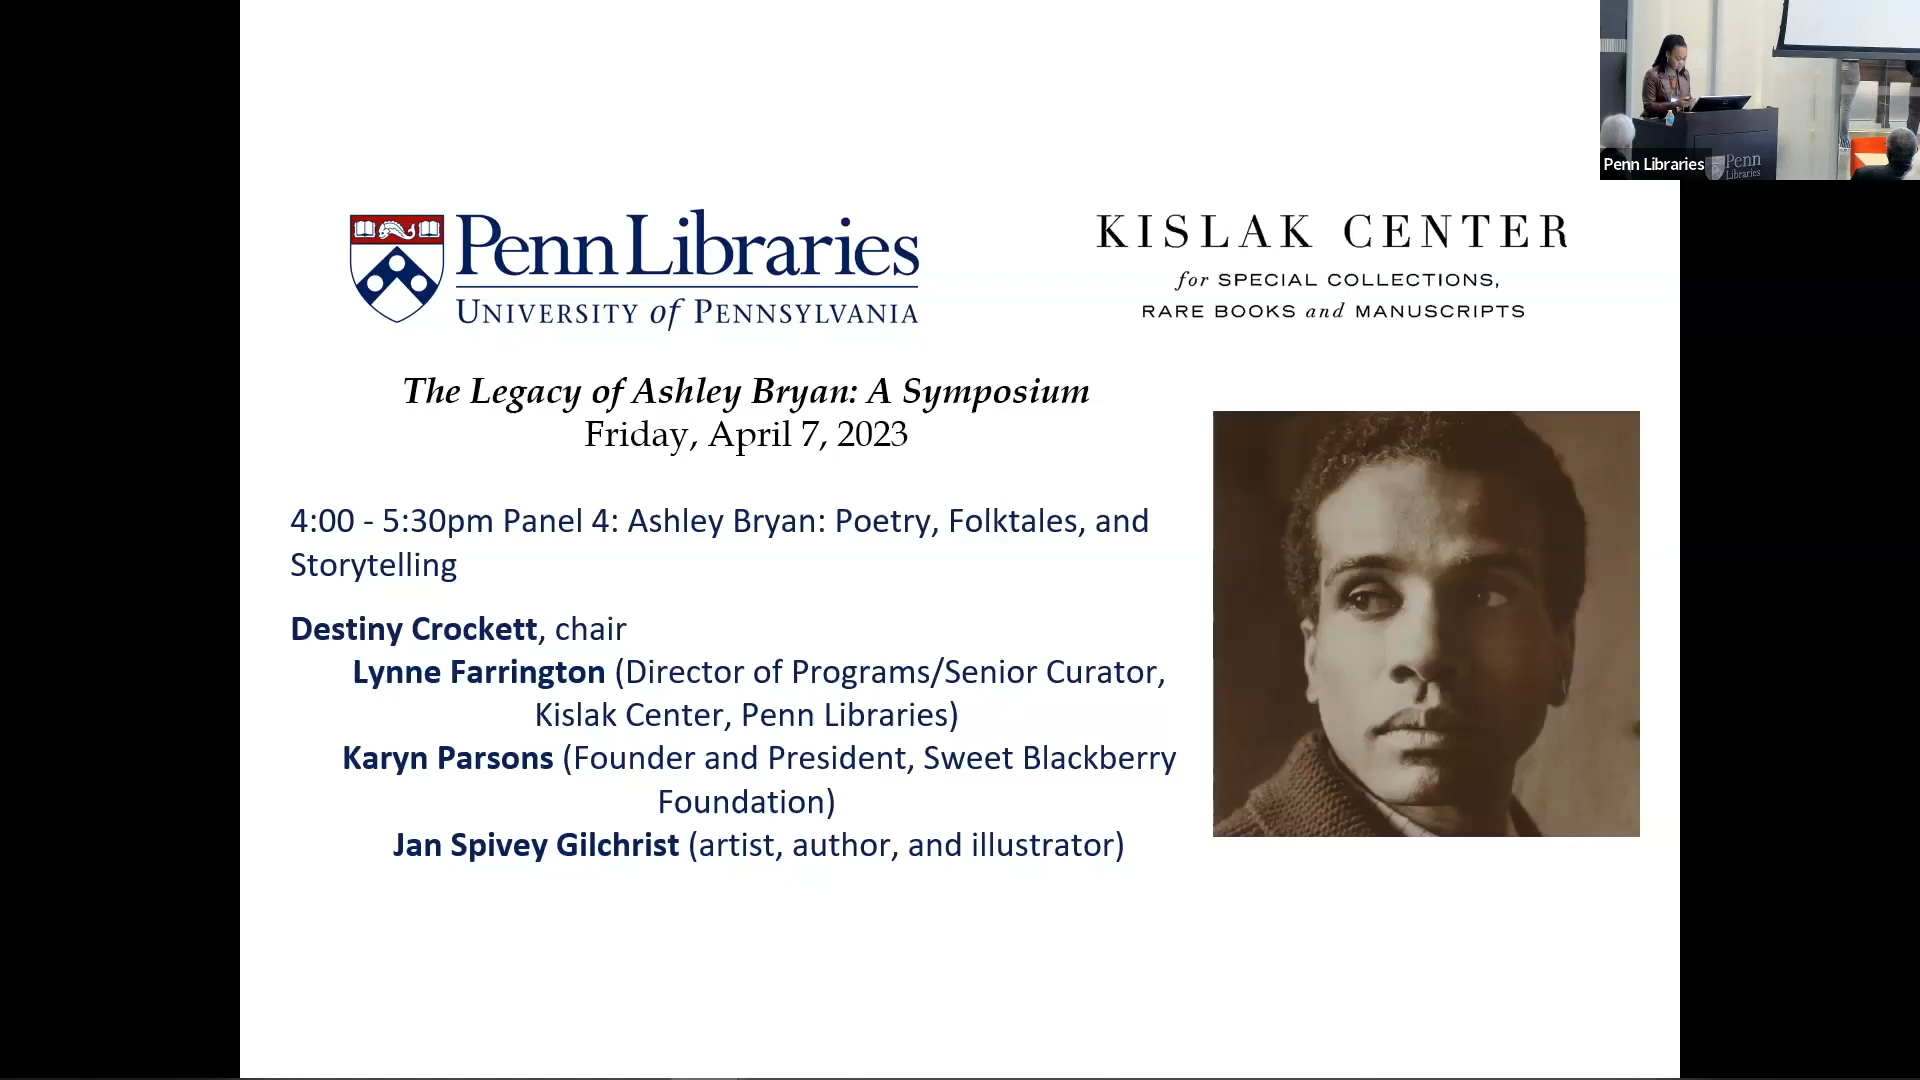 Penn Libraries
UNIVERSITY of PENNSYLVANIA
KISLAK CENTER
for SPECIAL COLLECTIONS,
RARE BOOKS and MANUSCRIPTS
The Legacy of Ashley Bryan: A Symposium
Friday, April 7, 2023
4:00 - 5:30pm Panel 4: Ashley Bryan: Poetry, Folktales, and
Storytelling
Destiny Crockett, chair
Lynne Farrington (Director of Programs/Senior Curator,
Kislak Center, Penn Libraries)
Karyn Parsons (Founder and President, Sweet Blackberry
Foundation)
Jan Spivey Gilchrist (artist, author, and illustrator)
Penn Libraries
Penn
Libraries